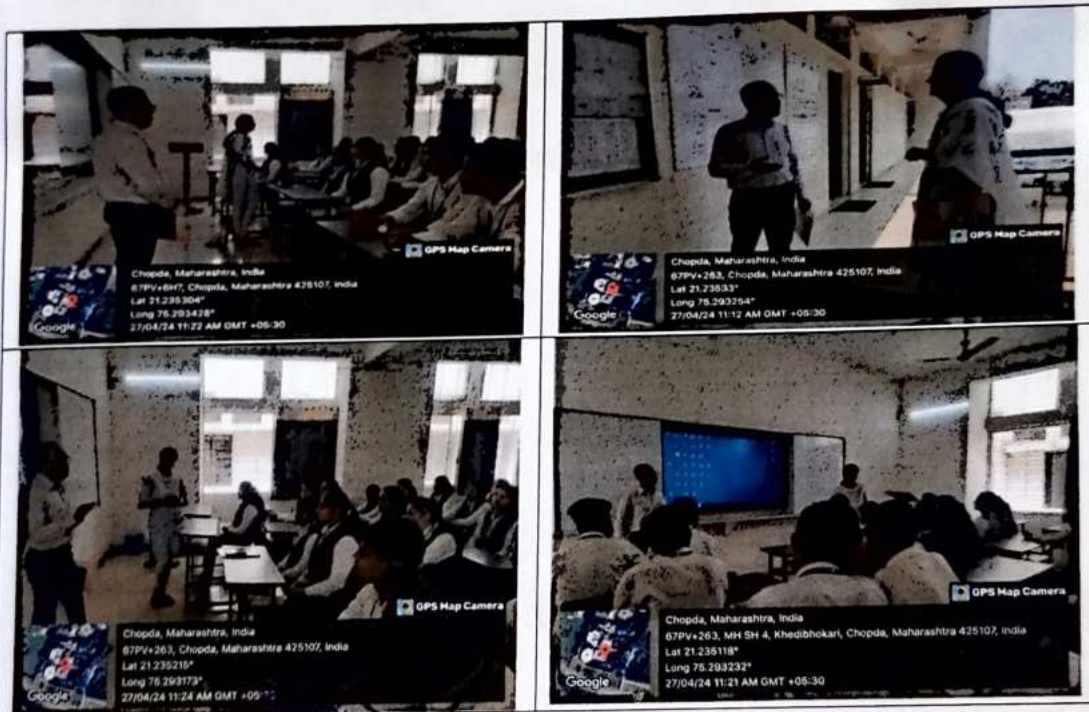 GPS Map Camera
Chopda, Maharashtra, India
67PV+6H7, Chopda, Maharashtra 425107, India
Lat 21.235304°
Long 75.293428°
27/04/24 11:22 AM GMT +05:30
Google
GPS Map Camera
Chopda, Maharashtra, India
67PV+263, Chopda, Maharashtra 425107, India
Lat 21.23533°
Long 75.293254°
27/04/24 11:12 AM GMT +05:30
Google
GPS Map Camera
Chopda, Maharashtra, India
67PV+263, Chopda, Maharashtra 425107, India
Lat 21.235215°
Long 75.293173°
27/04/24 11:24 AM GMT
Google
GPS Map Camera
Chopda, Maharashtra, India
67PV+263, MH SH 4, Khedibhokari, Chopda, Maharashtra 425107, India
Lat 21.235118°
Long 75.293232°
27/04/24 11:21 AM GMT +05:30
Google